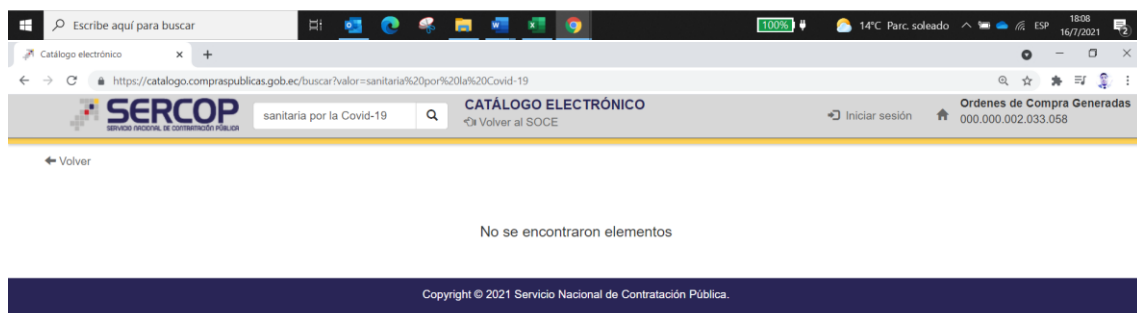 Escribe aquí para buscar
100%
14°C Parc. soleado
ESP
18:08
16/7/2021
2
Catálogo electrónico
https://catalogo.compraspublicas.gob.ec/buscar?valor=sanitaria%20por%20la%20Covid-19
SERCOP
SERVICIO NACIONAL DE CONTRATACIÓN PÚBLICA
sanitaria por la Covid-19
CATÁLOGO ELECTRÓNICO
Volver al SOCE
Iniciar sesión
Ordenes de Compra Generadas
000.000.002.033.058
Volver
No se encontraron elementos
Copyright © 2021 Servicio Nacional de Contratación Pública.